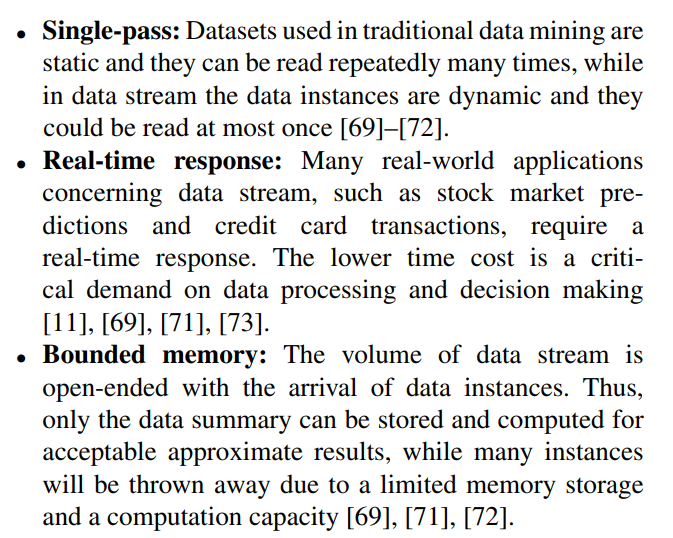 • Single-pass: Datasets used in traditional data mining are
static and they can be read repeatedly many times, while
in data stream the data instances are dynamic and they
could be read at most once [69]–[72].
• Real-time response: Many real-world applications
concerning data stream, such as stock market pre-
dictions and credit card transactions, require a
real-time response. The lower time cost is a criti-
cal demand on data processing and decision making
[11], [69], [71], [73].
• Bounded memory: The volume of data stream is
open-ended with the arrival of data instances. Thus,
only the data summary can be stored and computed for
acceptable approximate results, while many instances
will be thrown away due to a limited memory storage
and a computation capacity [69], [71], [72].